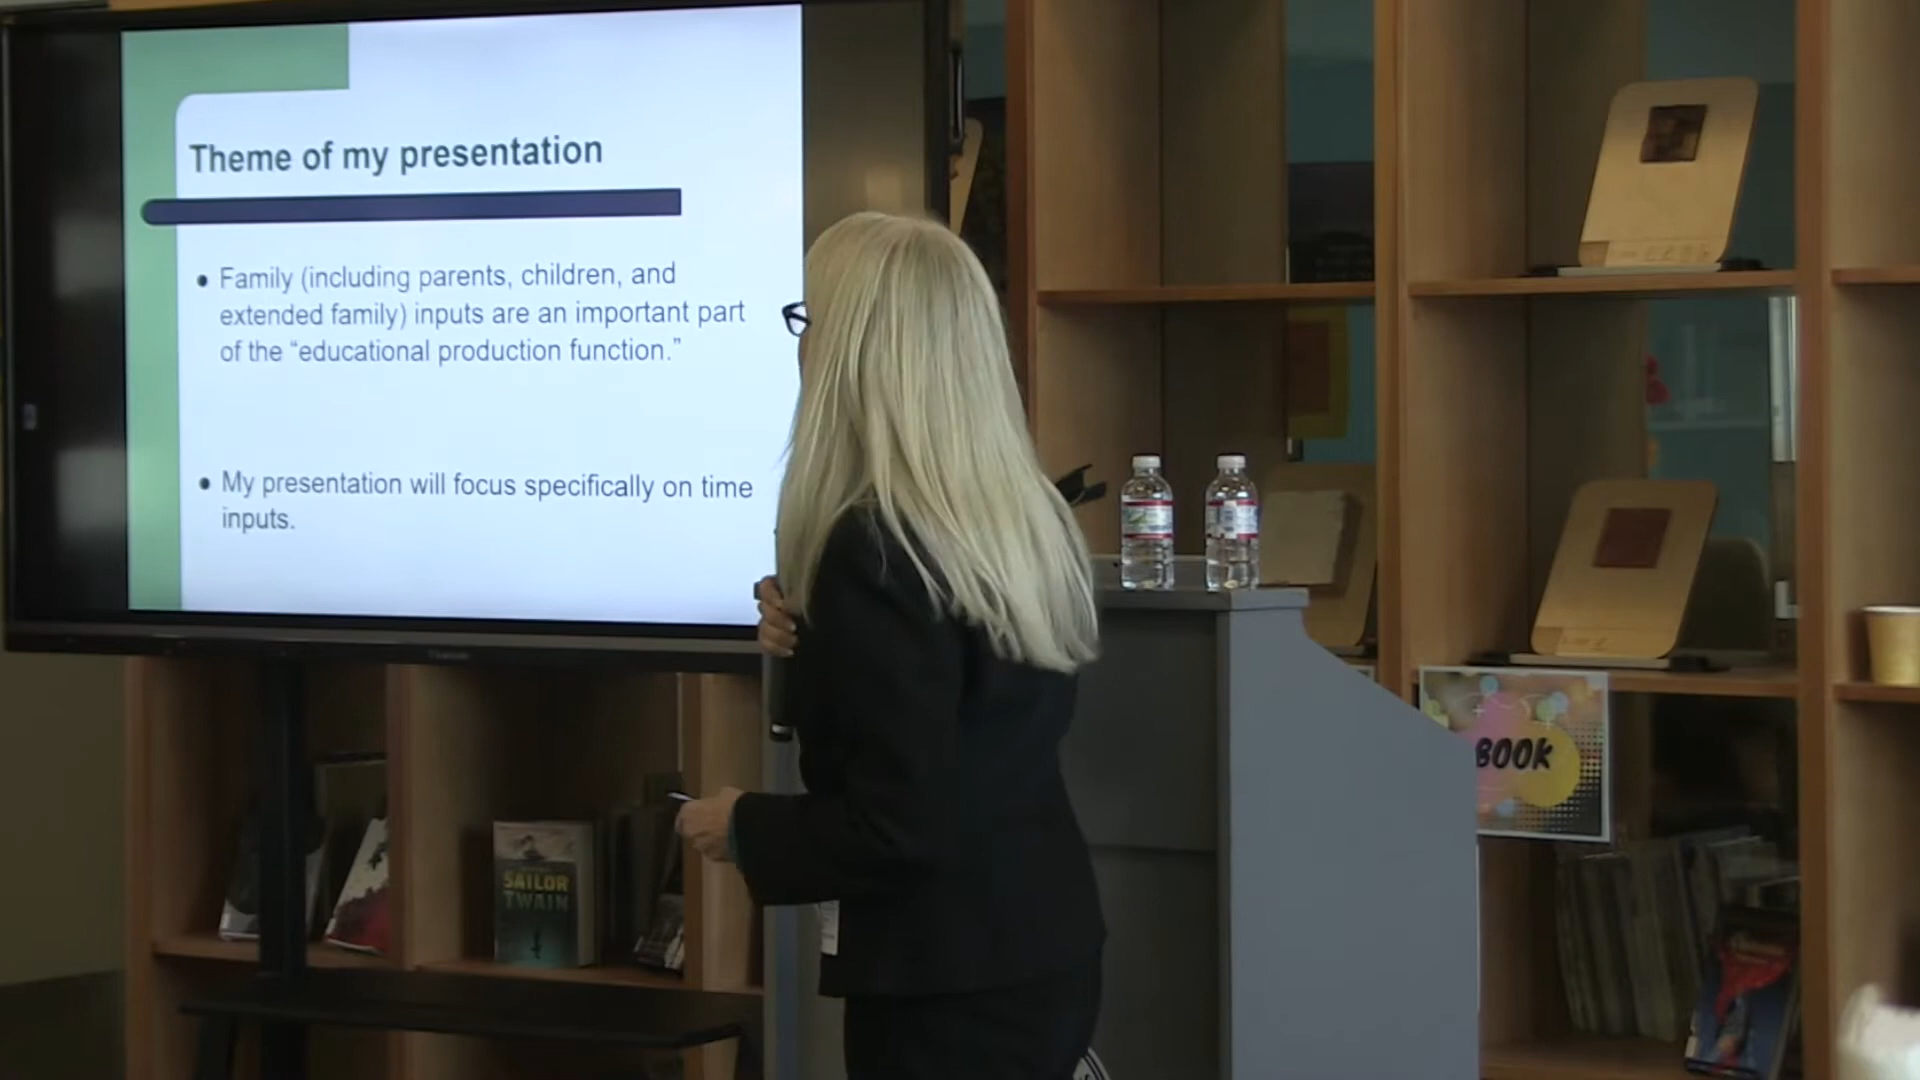 Theme of my presentation
● Family (including parents, children, and
extended family) inputs are an important part
of the “educational production function.”
● My presentation will focus specifically on time
inputs.
SAILOR
TWAIN
BOOK